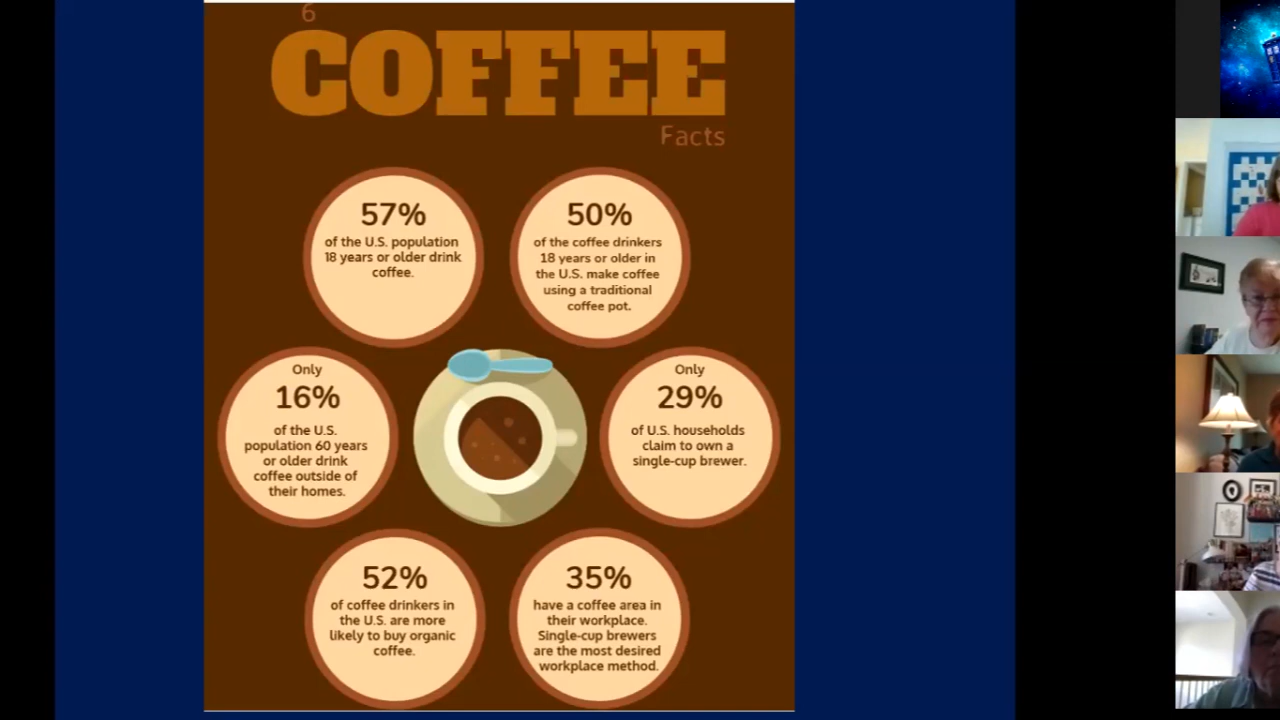 6
COFFEE
Facts
57%
of the U.S. population
18 years or older drink
coffee.
50%
of the coffee drinkers
18 years or older in
the U.S. make coffee
using a traditional
coffee pot.
Only
16%
of the U.S.
population 60 years
or older drink
coffee outside of
their homes.
Only
29%
of U.S. households
claim to own a
single-cup brewer.
52%
of coffee drinkers in
the U.S. are more
likely to buy organic
coffee.
35%
have a coffee area in
their workplace.
Single-cup brewers
are the most desired
workplace method.